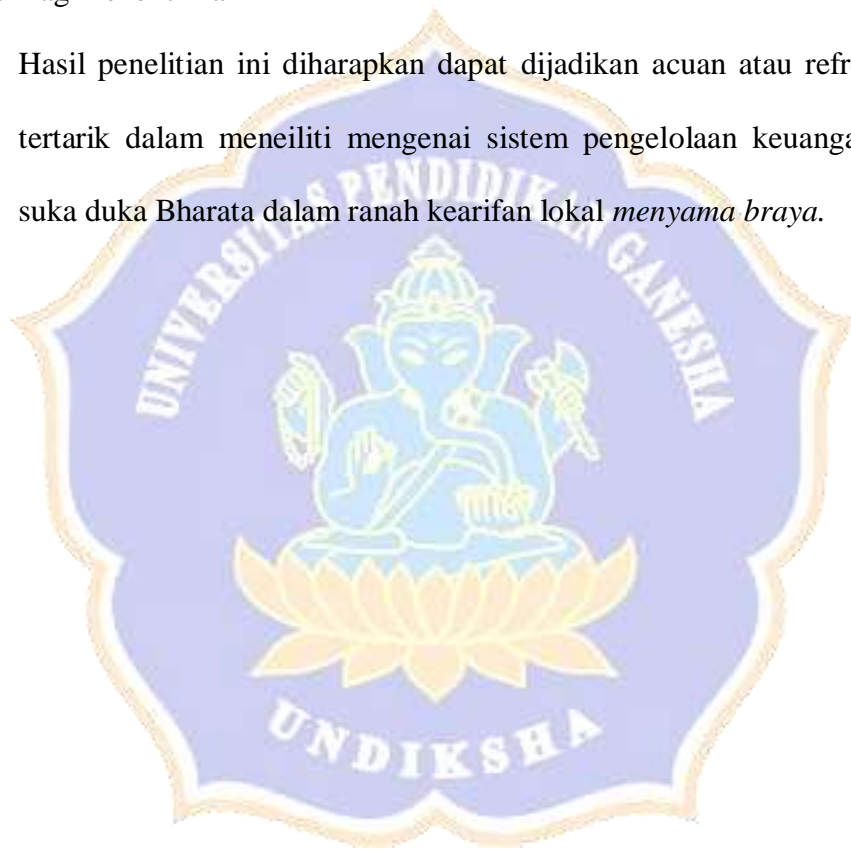 Hasil penelitian ini diharapkan dapat dijadikan acuan atau refr
tertarik dalam meneiliti mengenai sistem pengelolaan keuanga
suka duka Bharata dalam ranah kearifan lokal menyama braya.
UNIVERSITAS PENDIDIKAN GANESHA
UNDIKSHA